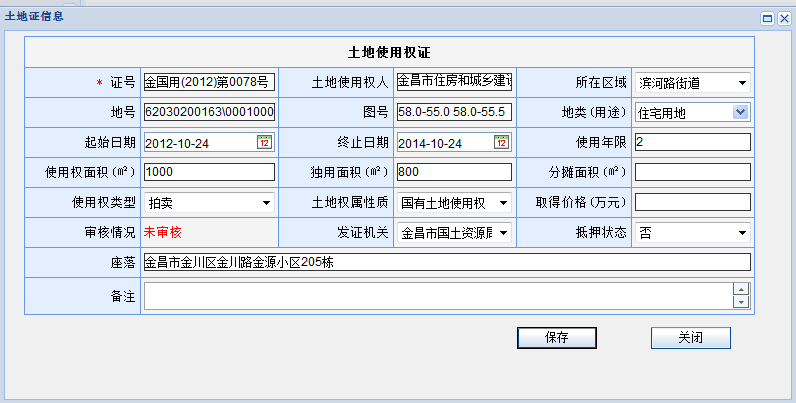 土地证信息
土地使用权证
* 证号 金国用(2012)第0078号 土地使用权人 金昌市住房和城乡建 所在区域 滨河路街道
地号 62030200163\0001000 图号 58.0-55.0 58.0-55.5 地类(用途) 住宅用地
起始日期 2012-10-24 12 终止日期 2014-10-24 12 使用年限 2
使用权面积(㎡) 1000 独用面积(㎡) 800 分摊面积(㎡)
使用权类型 拍卖 土地权属性质 国有土地使用权 取得价格(万元)
审核情况 未审核 发证机关 金昌市国土资源 抵押状态 否
座落 金昌市金川区金川路金源小区205栋
备注
保存 关闭